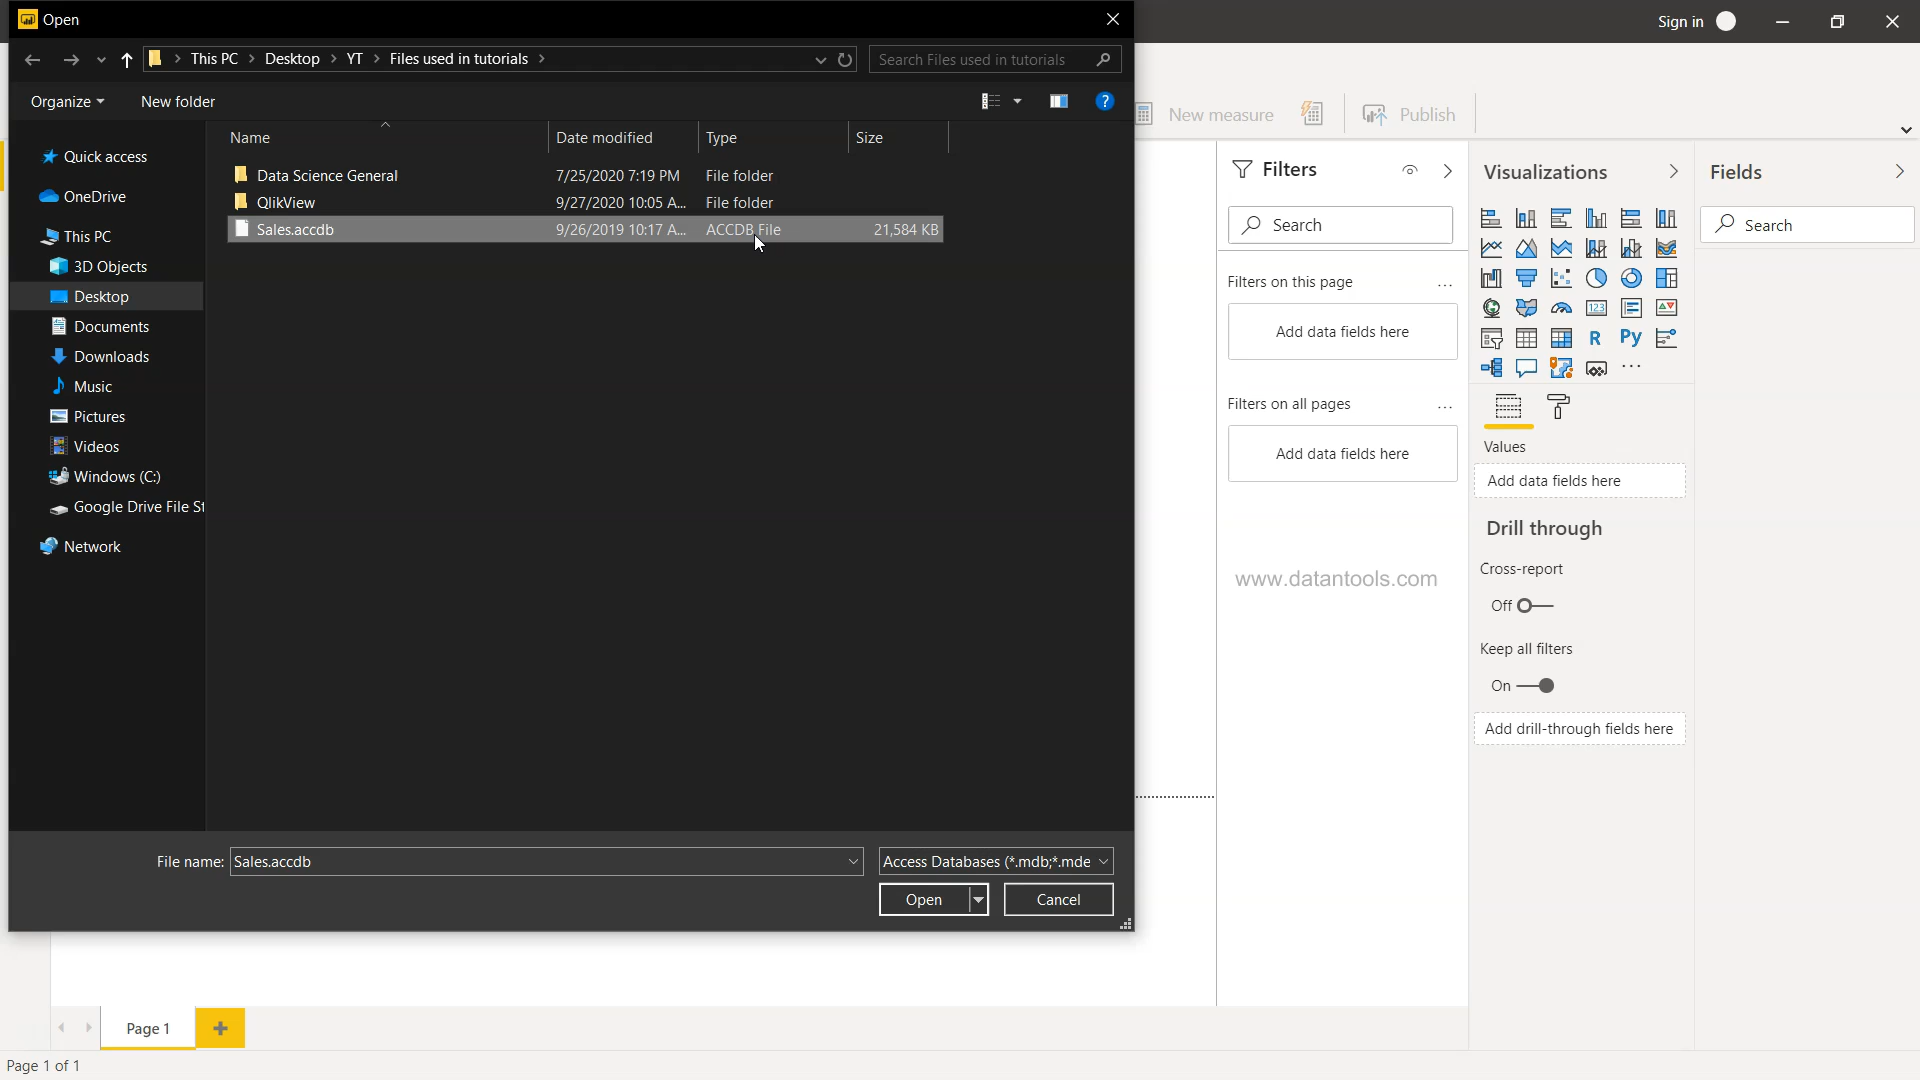 Open
Sign in
This PC > Desktop > YT > Files used in tutorials >
Search Files used in tutorials
Organize
New folder
New measure
Publish
Name
Date modified
Type
Size
Quick access
OneDrive
This PC
3D Objects
Desktop
Documents
Downloads
Music
Pictures
Videos
Windows (C:)
Google Drive File St
Network
Data Science General 7/25/2020 7:19 PM File folder
QlikView 9/27/2020 10:05 A... File folder
Sales.accdb 9/26/2019 10:17 A... ACCDB File 21,584 KB
File name: Sales.accdb
Access Databases (*.mdb;*.mde
Open
Cancel
Filters
Search
Filters on this page ...
Add data fields here
Filters on all pages ...
Add data fields here
www.datantools.com
Visualizations
123
R
Py
...
Values
Add data fields here
Drill through
Cross-report
Off
Keep all filters
On
Add drill-through fields here
Fields
Search
Page 1
Page 1 of 1